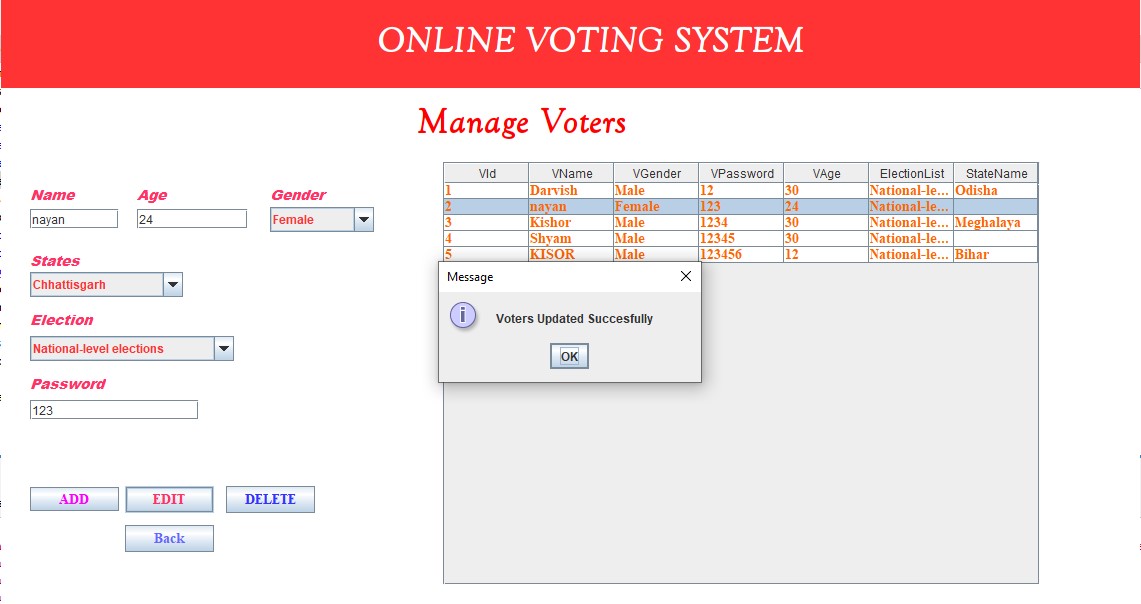 ONLINE VOTING SYSTEM
Manage Voters
Name Age Gender
nayan 24 Female
States
Chhattisgarh
Election
National-level elections
Password
123
ADD EDIT DELETE
Back
VId VName VGender VPassword VAge ElectionList StateName
1 Darvish Male 12 30 National-le... Odisha
2 nayan Female 123 24 National-le...
3 Kishor Male 1234 30 National-le... Meghalaya
4 Shyam Male 12345 30 National-le...
5 KISOR Male 123456 12 National-le... Bihar
Message
i Voters Updated Succesfully
OK